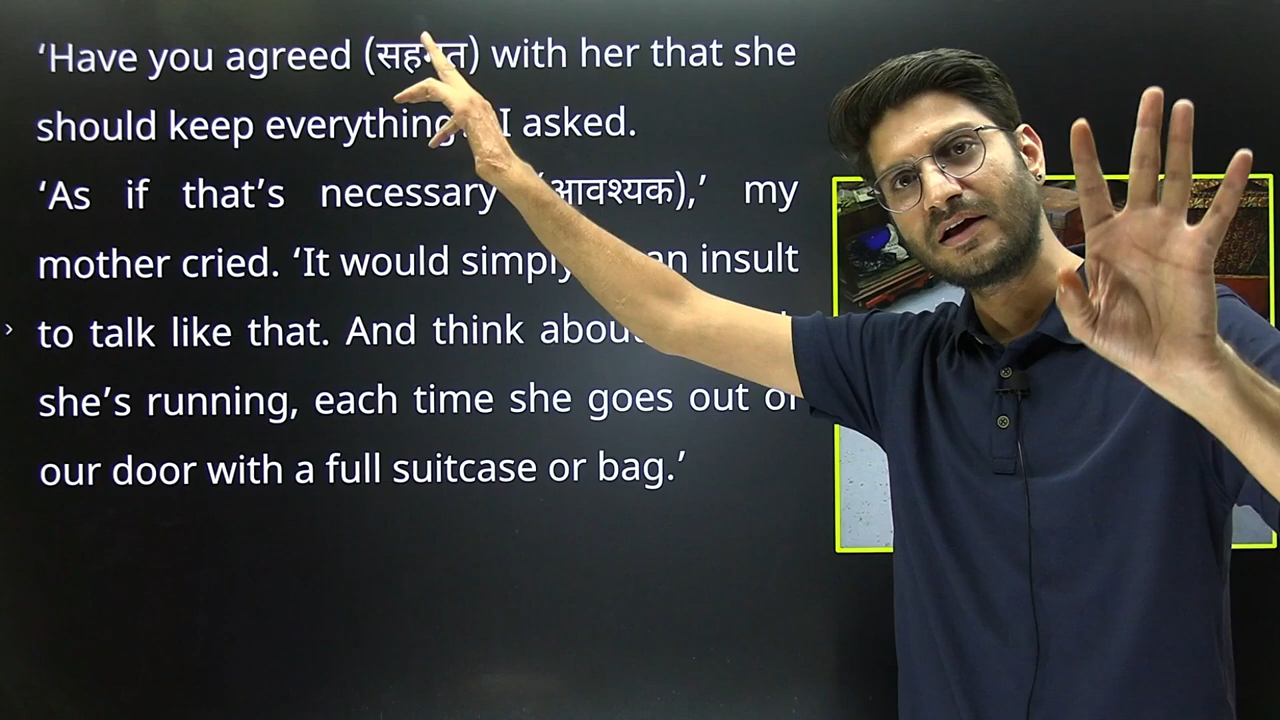 ‘Have you agreed with her that she
should keep everything I asked.
‘As if that’s necessary (आवश्यक),’ my
mother cried. ‘It would simply an insult
to talk like that. And think
she’s running, each time she goes out of
our door with a full suitcase or bag.’